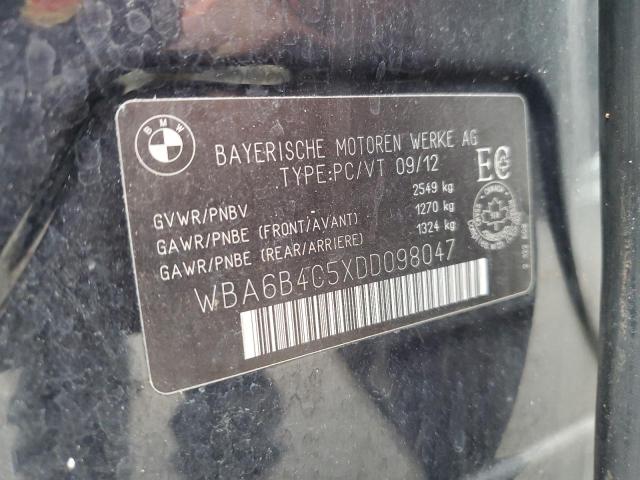 BMW
BAYERISCHE MOTOREN WERKE AG
TYPE:PC/VT 09/12
EC
GVWR/PNBV 2549 kg
GAWR/PNBE (FRONT/AVANT) 1270 kg
GAWR/PNBE (REAR/ARRIERE) 1324 kg
CANADA
WBA6B4C5XDD098047